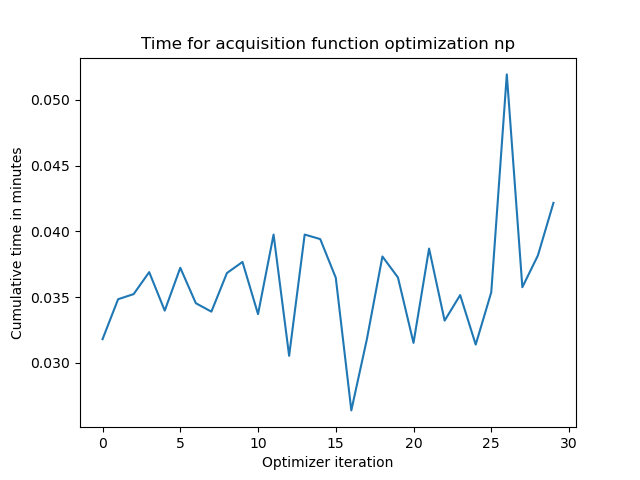 Time for acquisition function optimization np
Cumulative time in minutes
0.050
0.045
0.040
0.035
0.030
0 5 10 15 20 25 30
Optimizer iteration